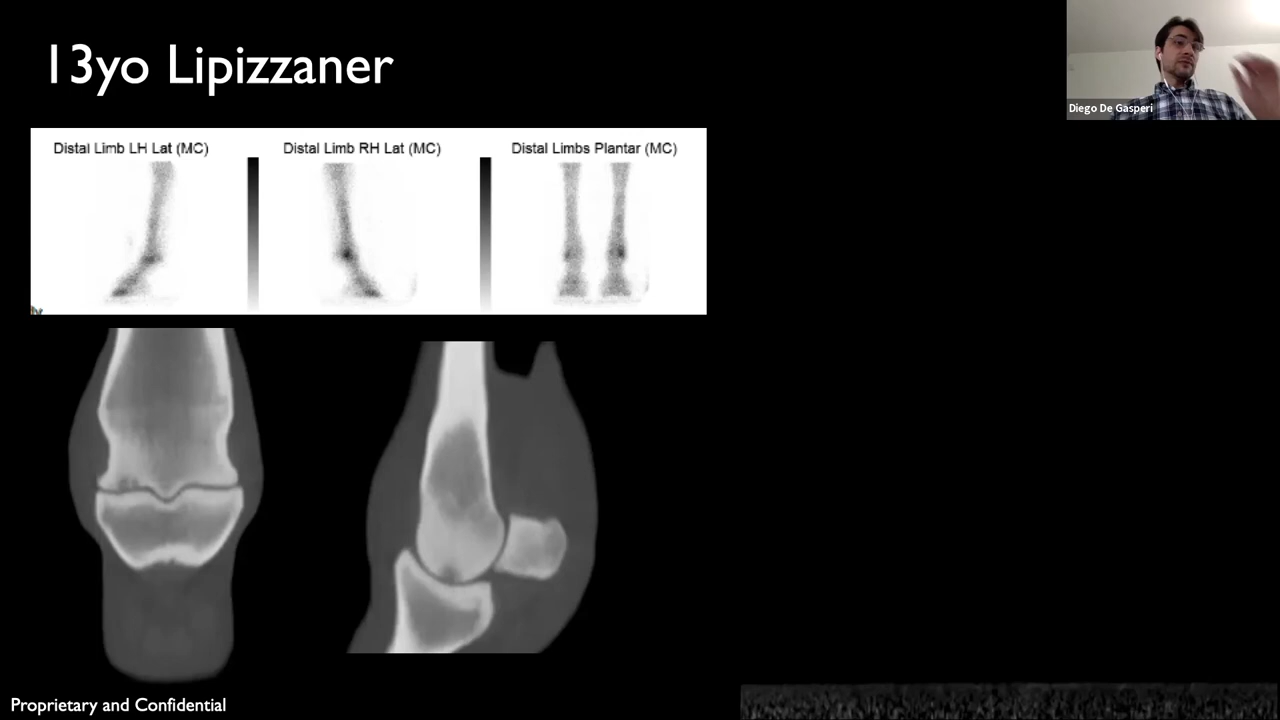 13yo Lipizzaner
Diego De Gasperi
Distal Limb LH Lat (MC)
Distal Limb RH Lat (MC)
Distal Limbs Plantar (MC)
Proprietary and Confidential